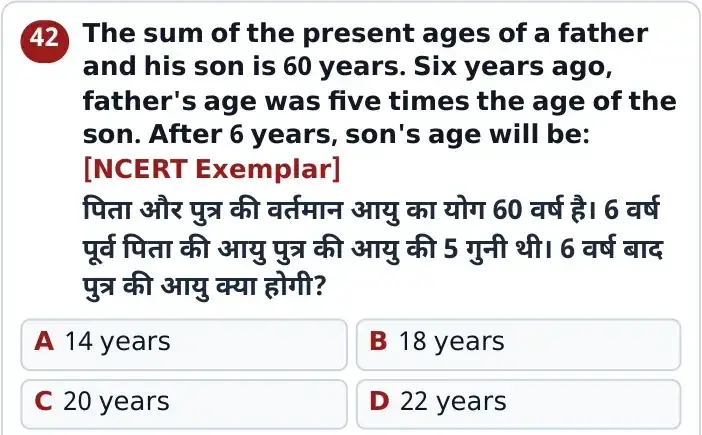 42
The sum of the present ages of a father
and his son is 60 years. Six years ago,
father's age was five times the age of the
son. After 6 years, son's age will be:
[NCERT Exemplar]
पिता और पुत्र की वर्तमान आयु का योग 60 वर्ष है। 6 वर्ष
पूर्व पिता की आयु पुत्र की आयु की 5 गुनी थी। 6 वर्ष बाद
पुत्र की आयु क्या होगी?
A 14 years
B 18 years
C 20 years
D 22 years